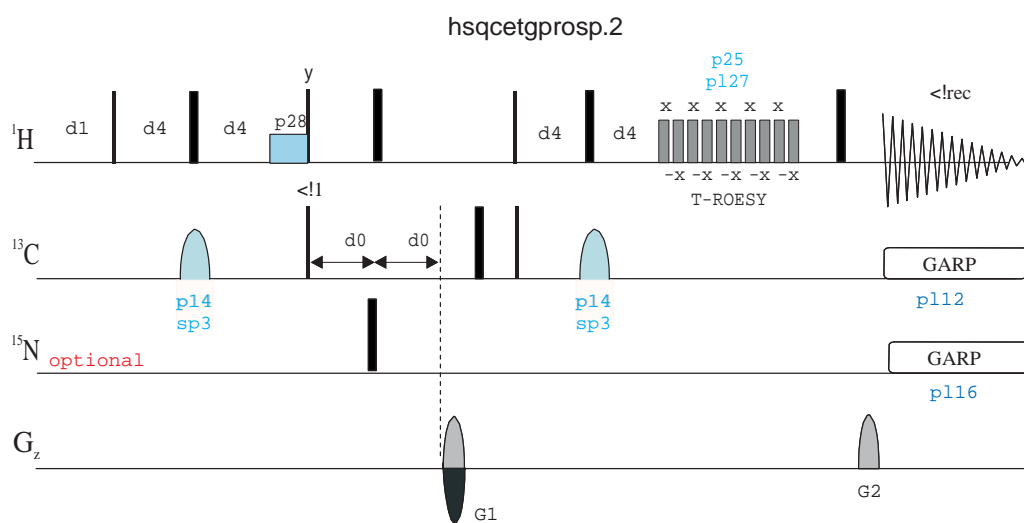 hsqcetgprosp.2
p25
pl27
y
<!rec
x x x x x
¹H
d1 d4 d4 p28 d4 d4
-x -x -x -x -x
T-ROESY
<!1
¹³C
d0 d0
GARP
p14
sp3
p14
sp3
pl12
¹⁵N
optional
GARP
pl16
Gz
G1
G2